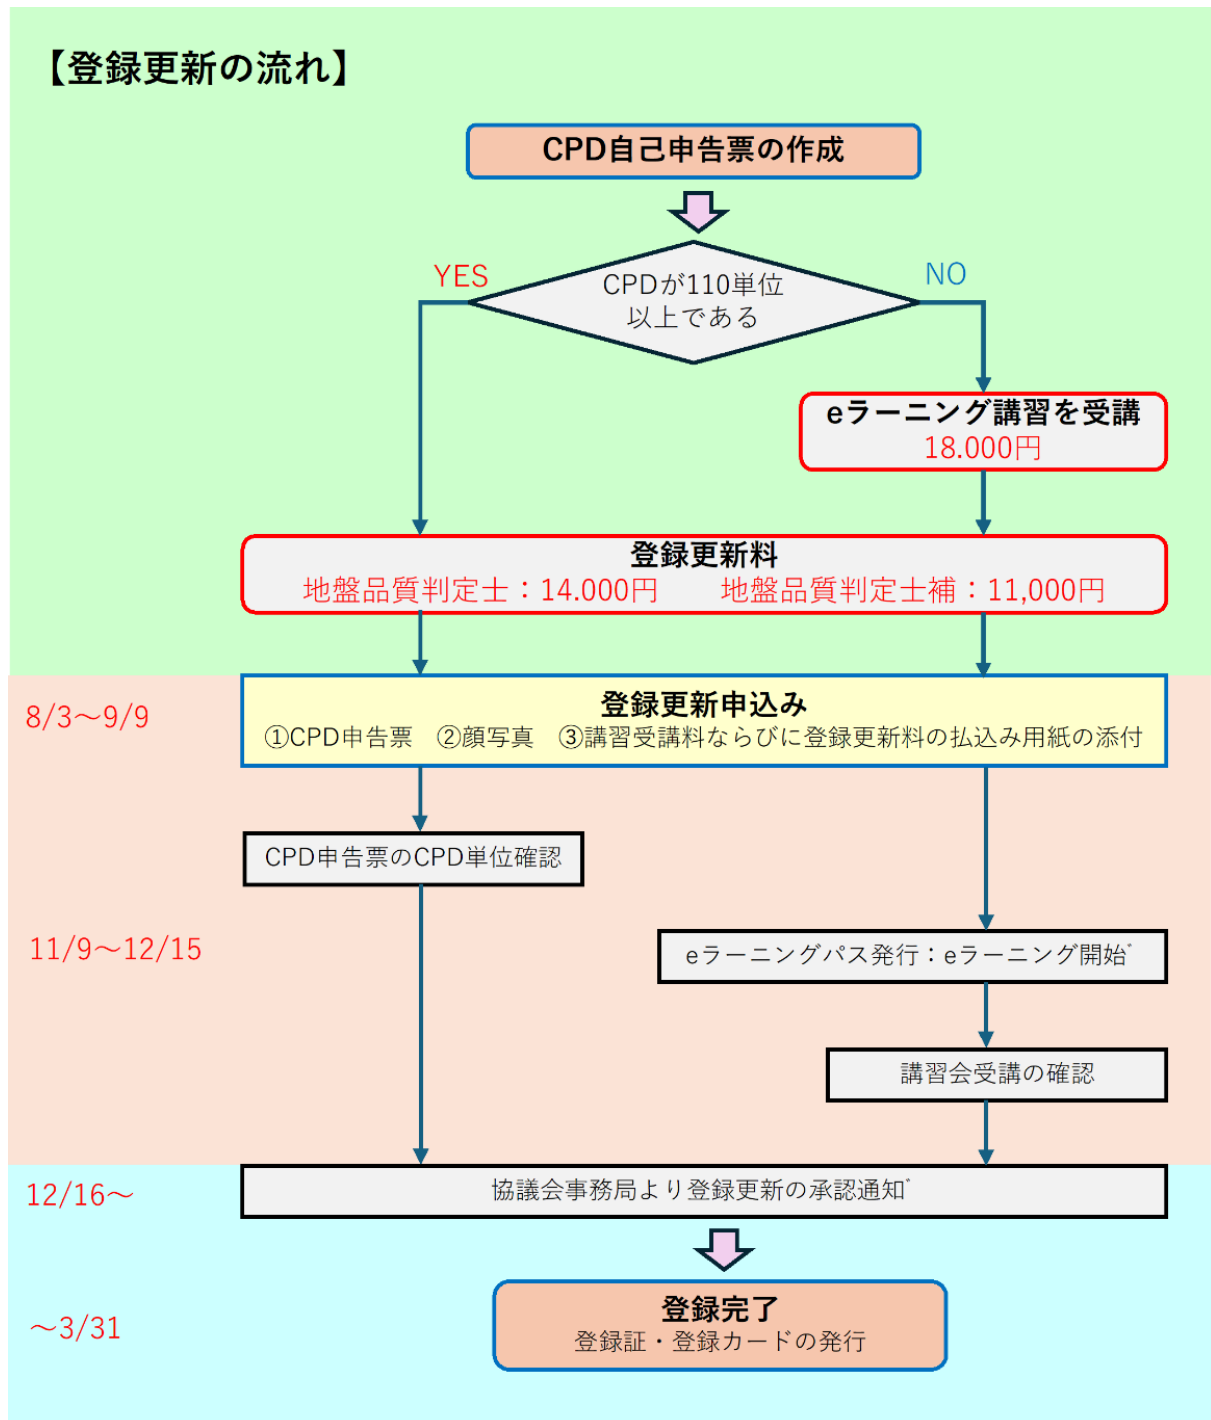 【登録更新の流れ】
CPD自己申告票の作成
YES
CPDが110単位
以上である
NO
eラーニング講習を受講
18.000円
登録更新料
地盤品質判定士：14.000円　　地盤品質判定士補：11,000円
8/3～9/9
登録更新申込み
①CPD申告票　②顔写真　③講習受講料ならびに登録更新料の払込み用紙の添付
CPD申告票のCPD単位確認
11/9～12/15
eラーニングパス発行：eラーニング開始*
講習会受講の確認
12/16～
協議会事務局より登録更新の承認通知*
～3/31
登録完了
登録証・登録カードの発行